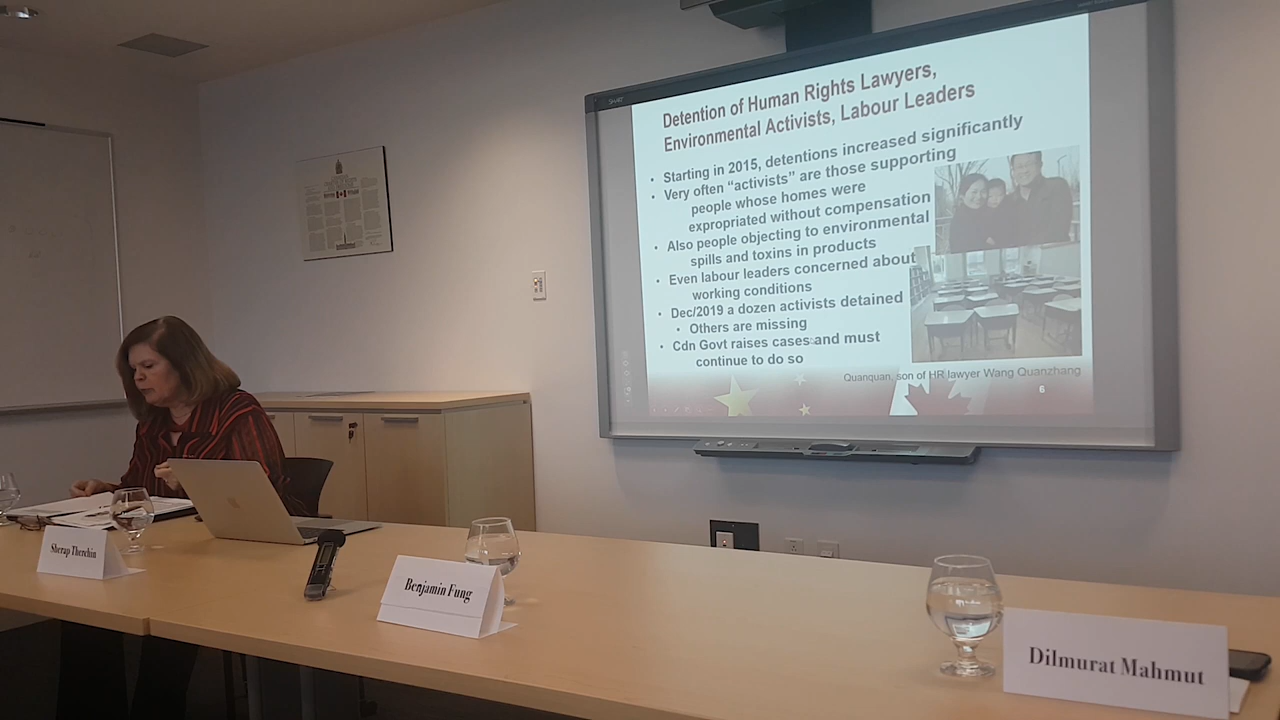 SMART
Detention of Human Rights Lawyers,
Environmental Activists, Labour Leaders
• Starting in 2015, detentions increased significantly
• Very often “activists” are those supporting
people whose homes were
expropriated without compensation
• Also people objecting to environmental
spills and toxins in products
• Even labour leaders concerned about
working conditions
• Dec/2019 a dozen activists detained
• Others are missing
• Cdn Govt raises cases and must
continue to do so
Quanquan, son of HR lawyer Wang Quanzhang
6
Sherap Therchin
Benjamin Fung
Dilmurat Mahmut